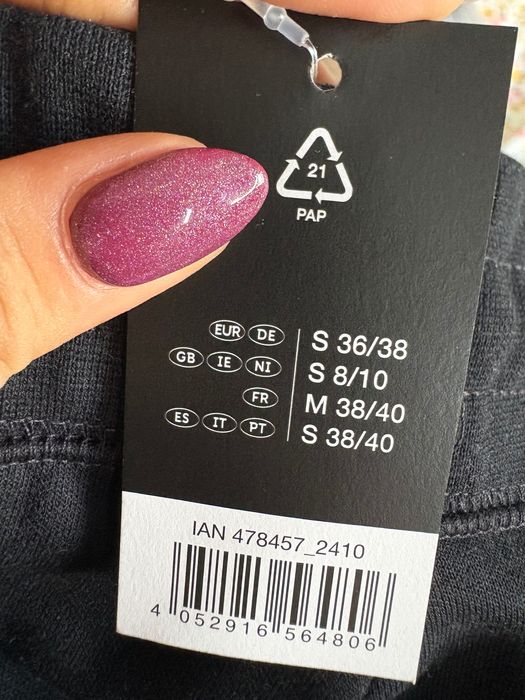 21
PAP
EUR DE S 36/38
GB IE NI S 8/10
FR M 38/40
ES IT PT S 38/40
IAN 478457_2410
4 052916 564806